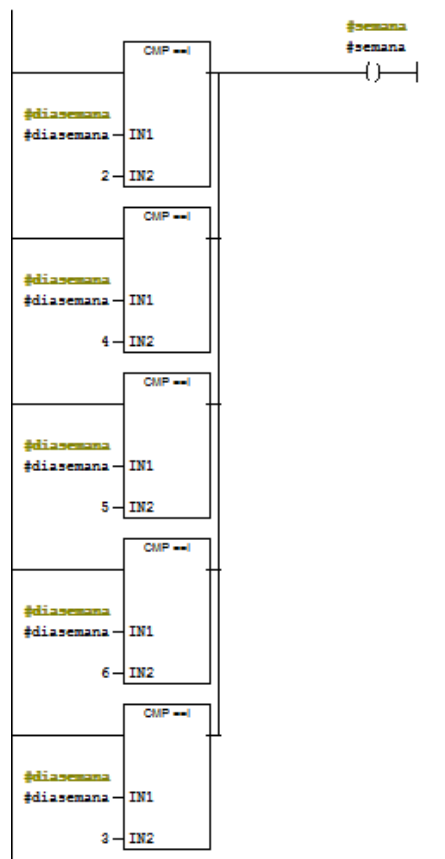 #semana
CMP ==I
#semana
#diasemana
#diasemana IN1
2 IN2
CMP ==I
#diasemana
#diasemana IN1
4 IN2
CMP ==I
#diasemana
#diasemana IN1
5 IN2
CMP ==I
#diasemana
#diasemana IN1
6 IN2
CMP ==I
#diasemana
#diasemana IN1
3 IN2